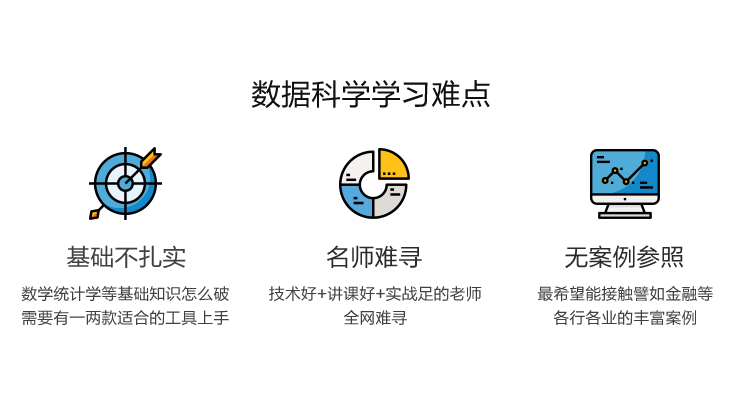 数据科学学习难点
基础不扎实
名师难寻
无案例参照
数学统计学等基础知识怎么破
需要有一两款适合的工具上手
技术好+讲课好+实战足的老师
全网难寻
最希望能接触譬如金融等
各行各业的丰富案例